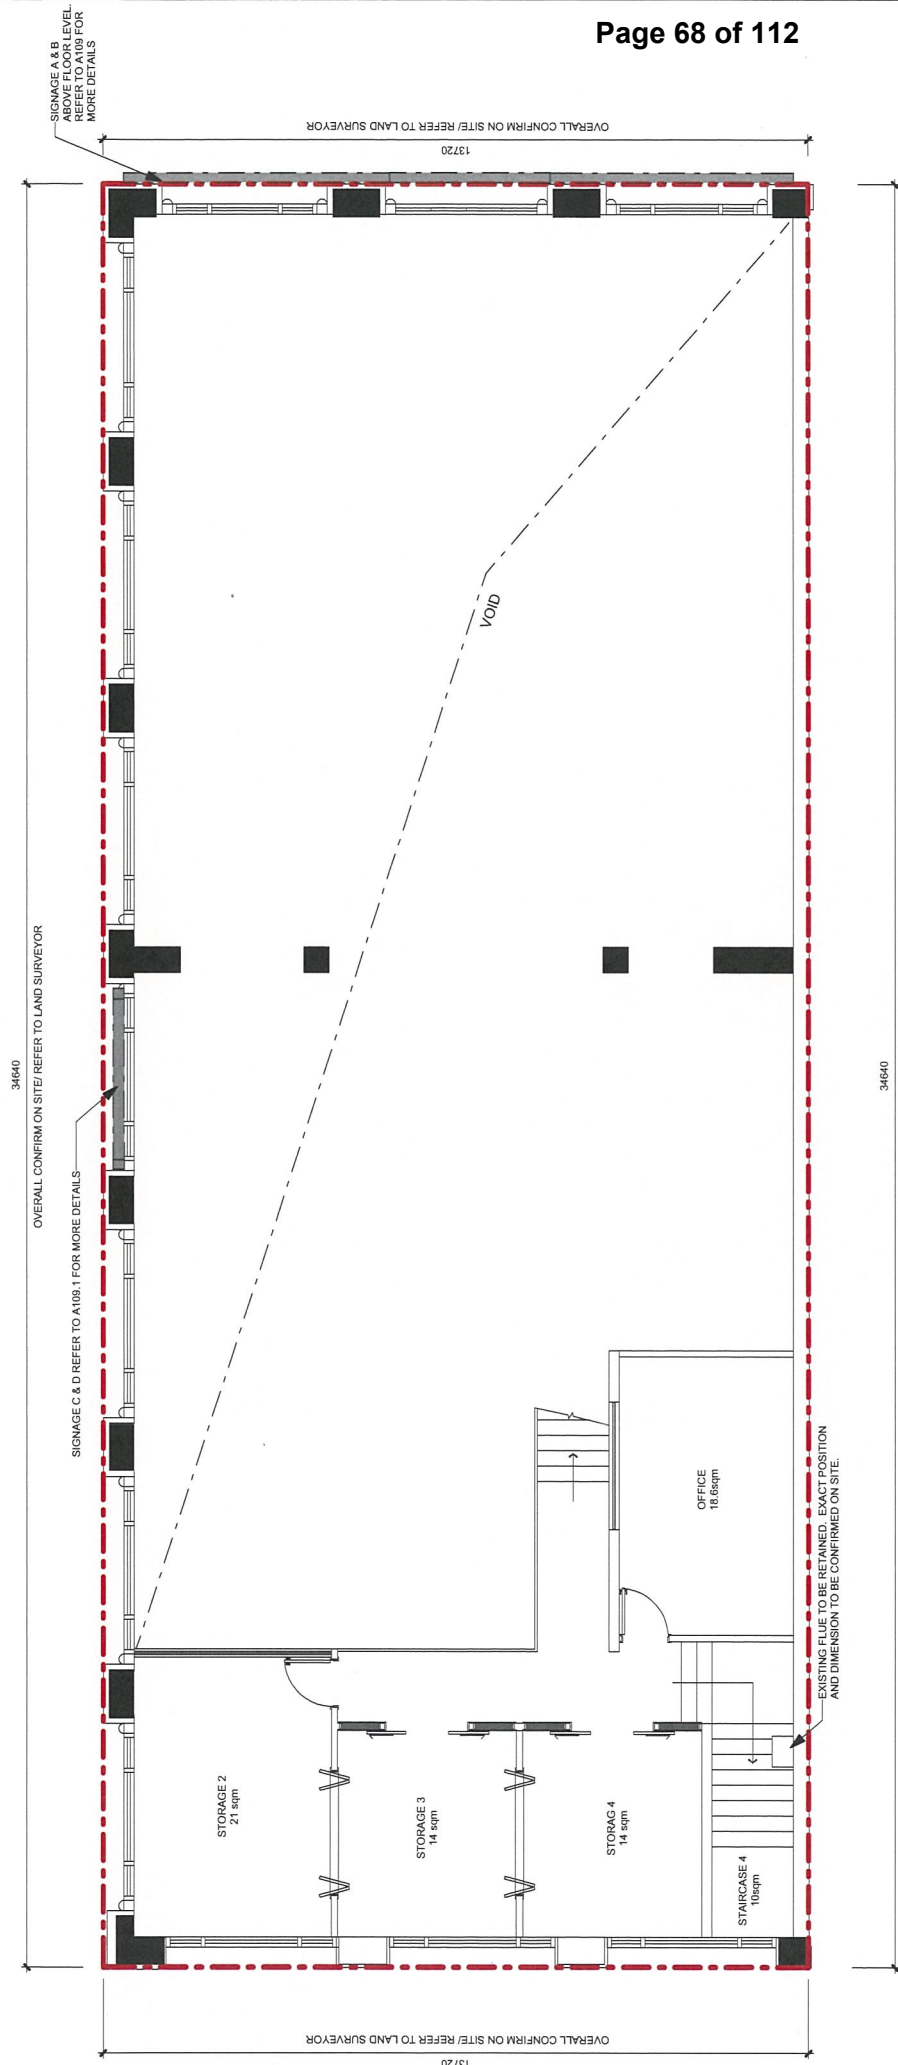 Page 68 of 112
SIGNAGE A & B
ABOVE FLOOR LEVEL.
REFER TO A109 FOR
MORE DETAILS
OVERALL CONFIRM ON SITE/ REFER TO LAND SURVEYOR
13720
34640
OVERALL CONFIRM ON SITE/ REFER TO LAND SURVEYOR
SIGNAGE C & D REFER TO A109.1 FOR MORE DETAILS
VOID
34640
OFFICE
18.6sqm
EXISTING FLUE TO BE RETAINED. EXACT POSITION
AND DIMENSION TO BE CONFIRMED ON SITE.
STORAGE 2
21 sqm
STORAGE 3
14 sqm
STORAG 4
14 sqm
STAIRCASE 4
10sqm
OVERALL CONFIRM ON SITE/ REFER TO LAND SURVEYOR
13720